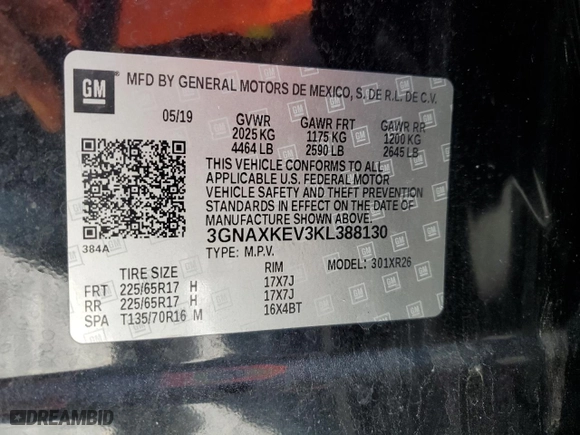 GM
MFD BY GENERAL MOTORS DE MEXICO, S. DE R.L. DE C.V.
05/19 GVWR GAWR FRT GAWR RR
2025 KG 1175 KG 1200 KG
4464 LB 2590 LB 2645 LB
THIS VEHICLE CONFORMS TO ALL
APPLICABLE U.S. FEDERAL MOTOR
VEHICLE SAFETY AND THEFT PREVENTION
STANDARDS IN EFFECT ON THE DATE OF
MANUFACTURE SHOWN ABOVE.
384A 3GNAXKEV3KL388130
TYPE: M.P.V. MODEL: 301XR26
TIRE SIZE RIM
FRT 225/65R17 H 17X7J
RR 225/65R17 H 17X7J
SPA T135/70R16 M 16X4BT
DREAMBID